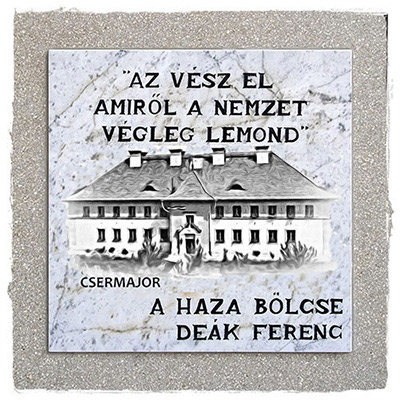 "AZ VÉSZ EL
AMIRŐL A NEMZET
VÉGLEG LEMOND"
CSERMAJOR
A HAZA BÖLCSE
DEÁK FERENC